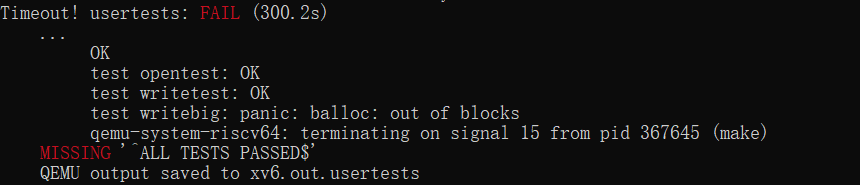 Timeout! usertests: FAIL (300.2s)
...
OK
test opentest: OK
test writetest: OK
test writebig: panic: balloc: out of blocks
qemu-system-riscv64: terminating on signal 15 from pid 367645 (make)
MISSING '^ALL TESTS PASSED$'
QEMU output saved to xv6.out.usertests